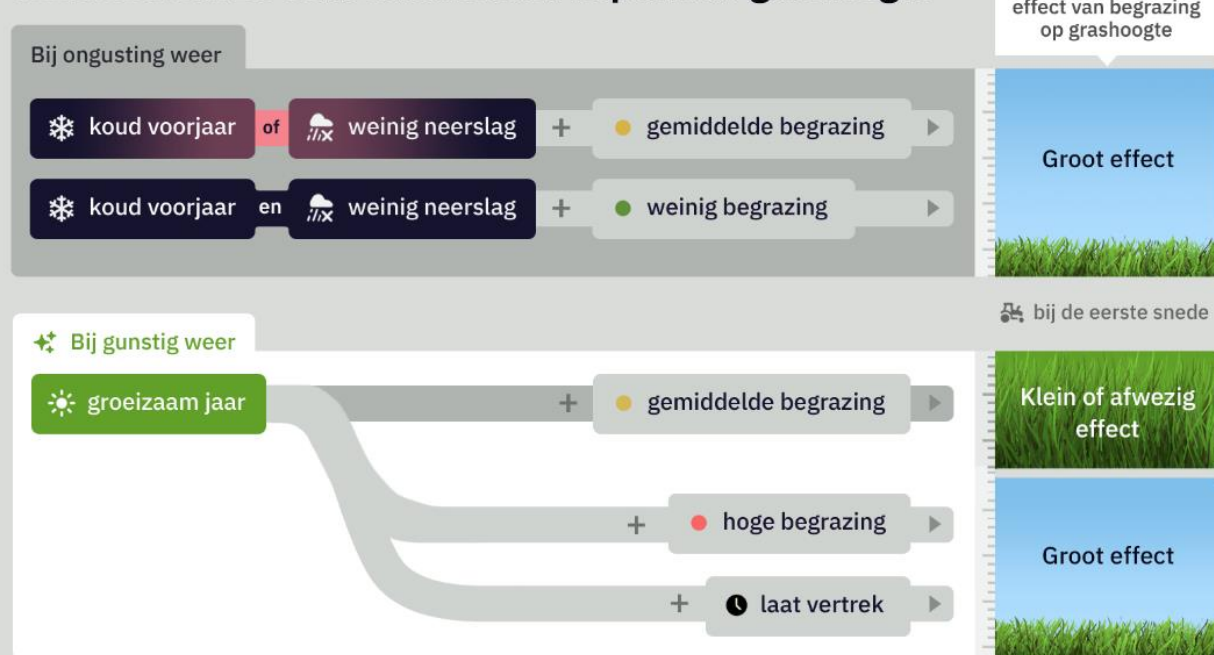 effect van begrazing
op grashoogte
Bij ongusting weer
koud voorjaar of weinig neerslag + gemiddelde begrazing
Groot effect
koud voorjaar en weinig neerslag + weinig begrazing
bij de eerste snede
Bij gunstig weer
groeizaam jaar + gemiddelde begrazing
Klein of afwezig
effect
+ hoge begrazing
Groot effect
+ laat vertrek